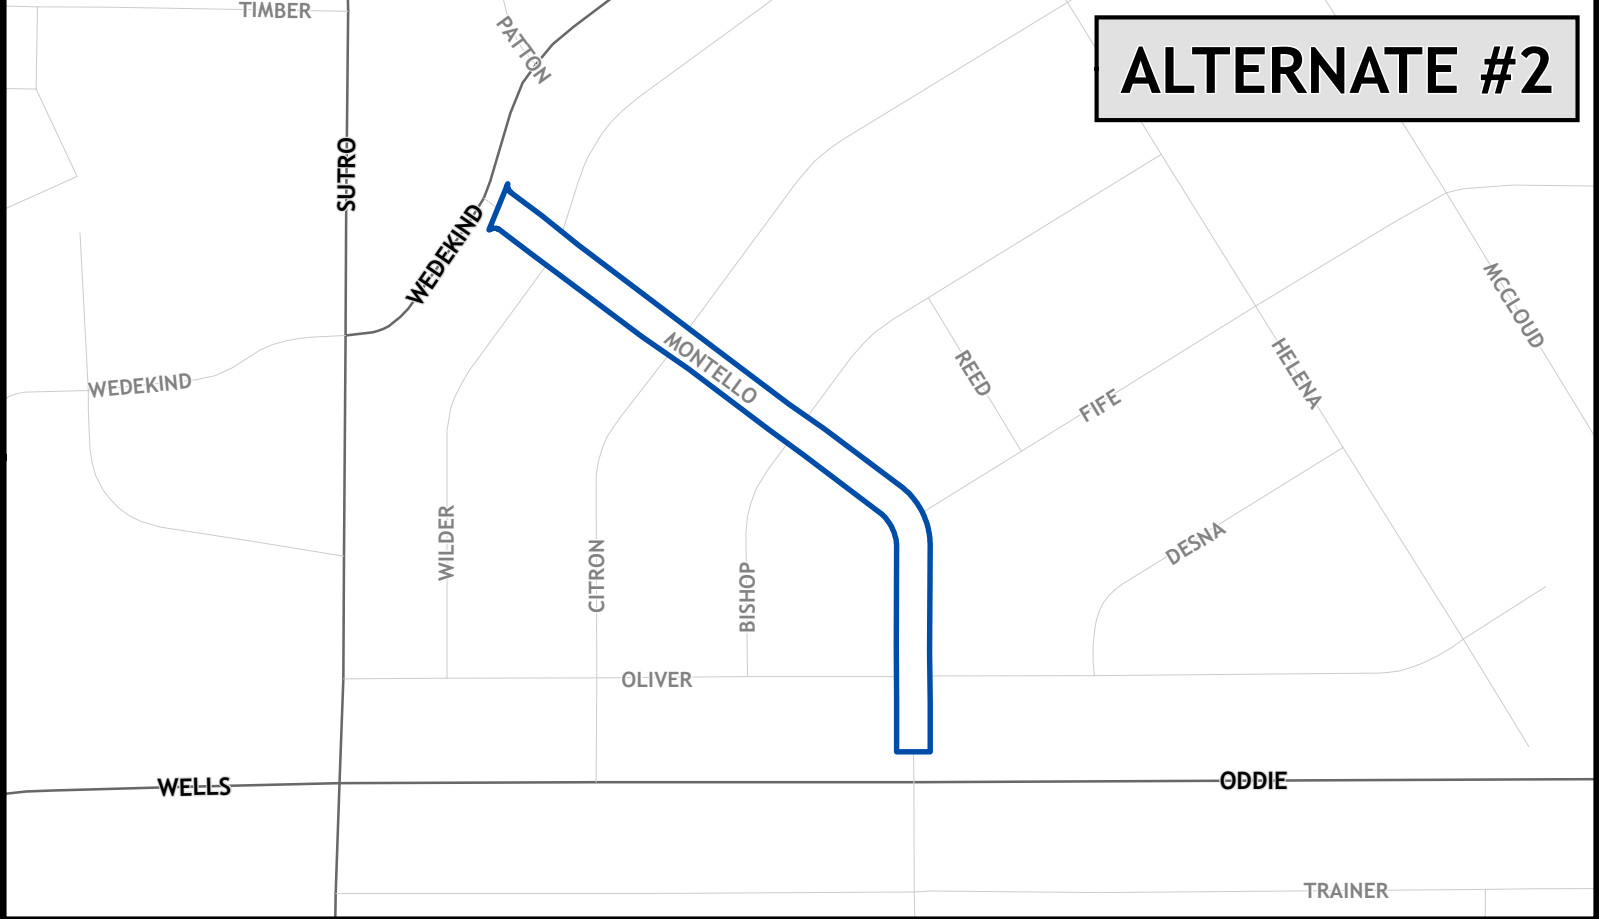 TIMBER
PATTON
ALTERNATE #2
SUTRO
WEDEKIND
MCCLOUD
HELENA
MONTELLO
REED
WEDEKIND
FIFE
WILDER
DESNA
CITRON
BISHOP
OLIVER
WELLS
ODDIE
TRAINER